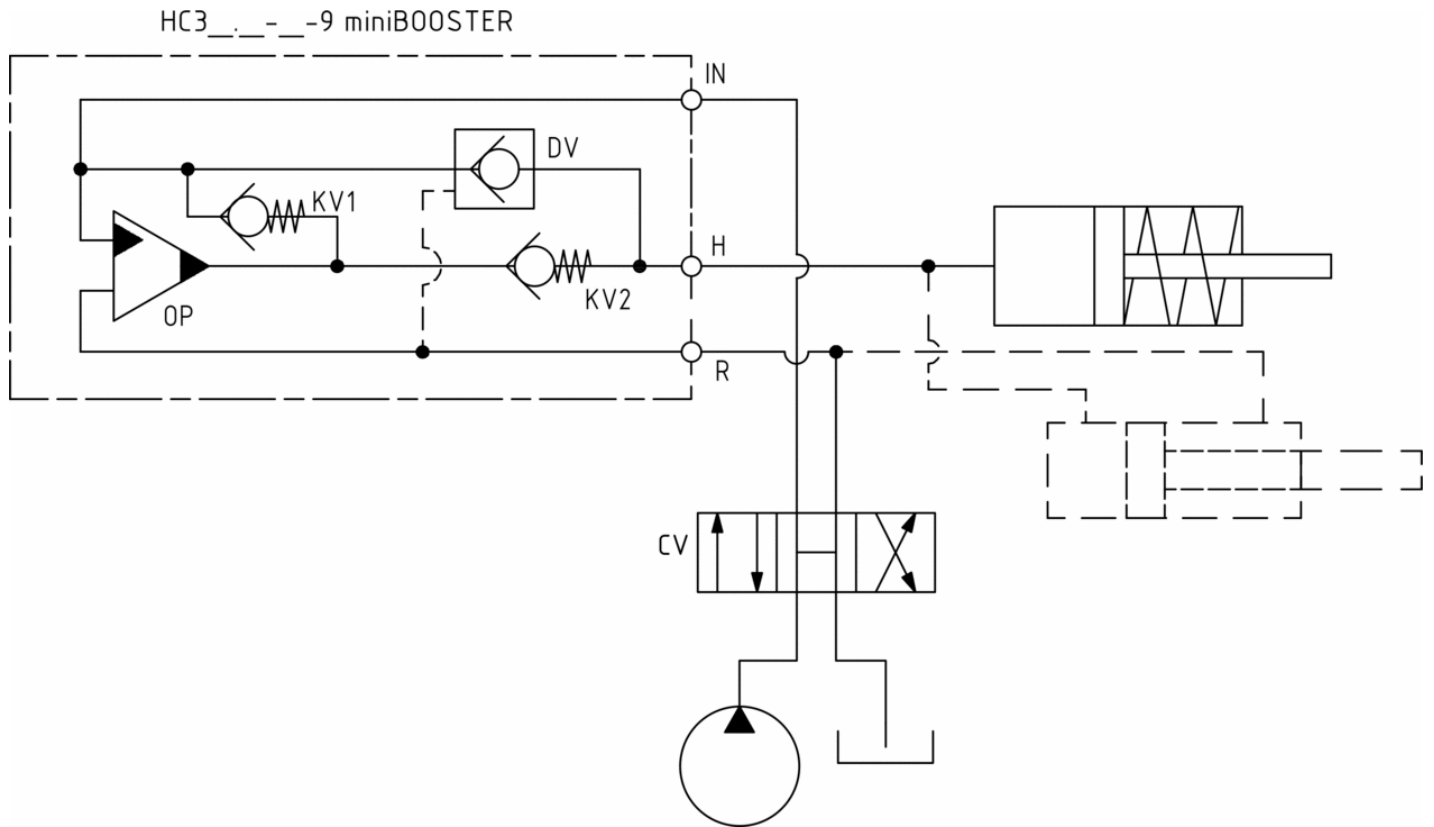 HC3__.__-__-9 miniBOOSTER
IN
DV
KV1
H
KV2
OP
R
CV